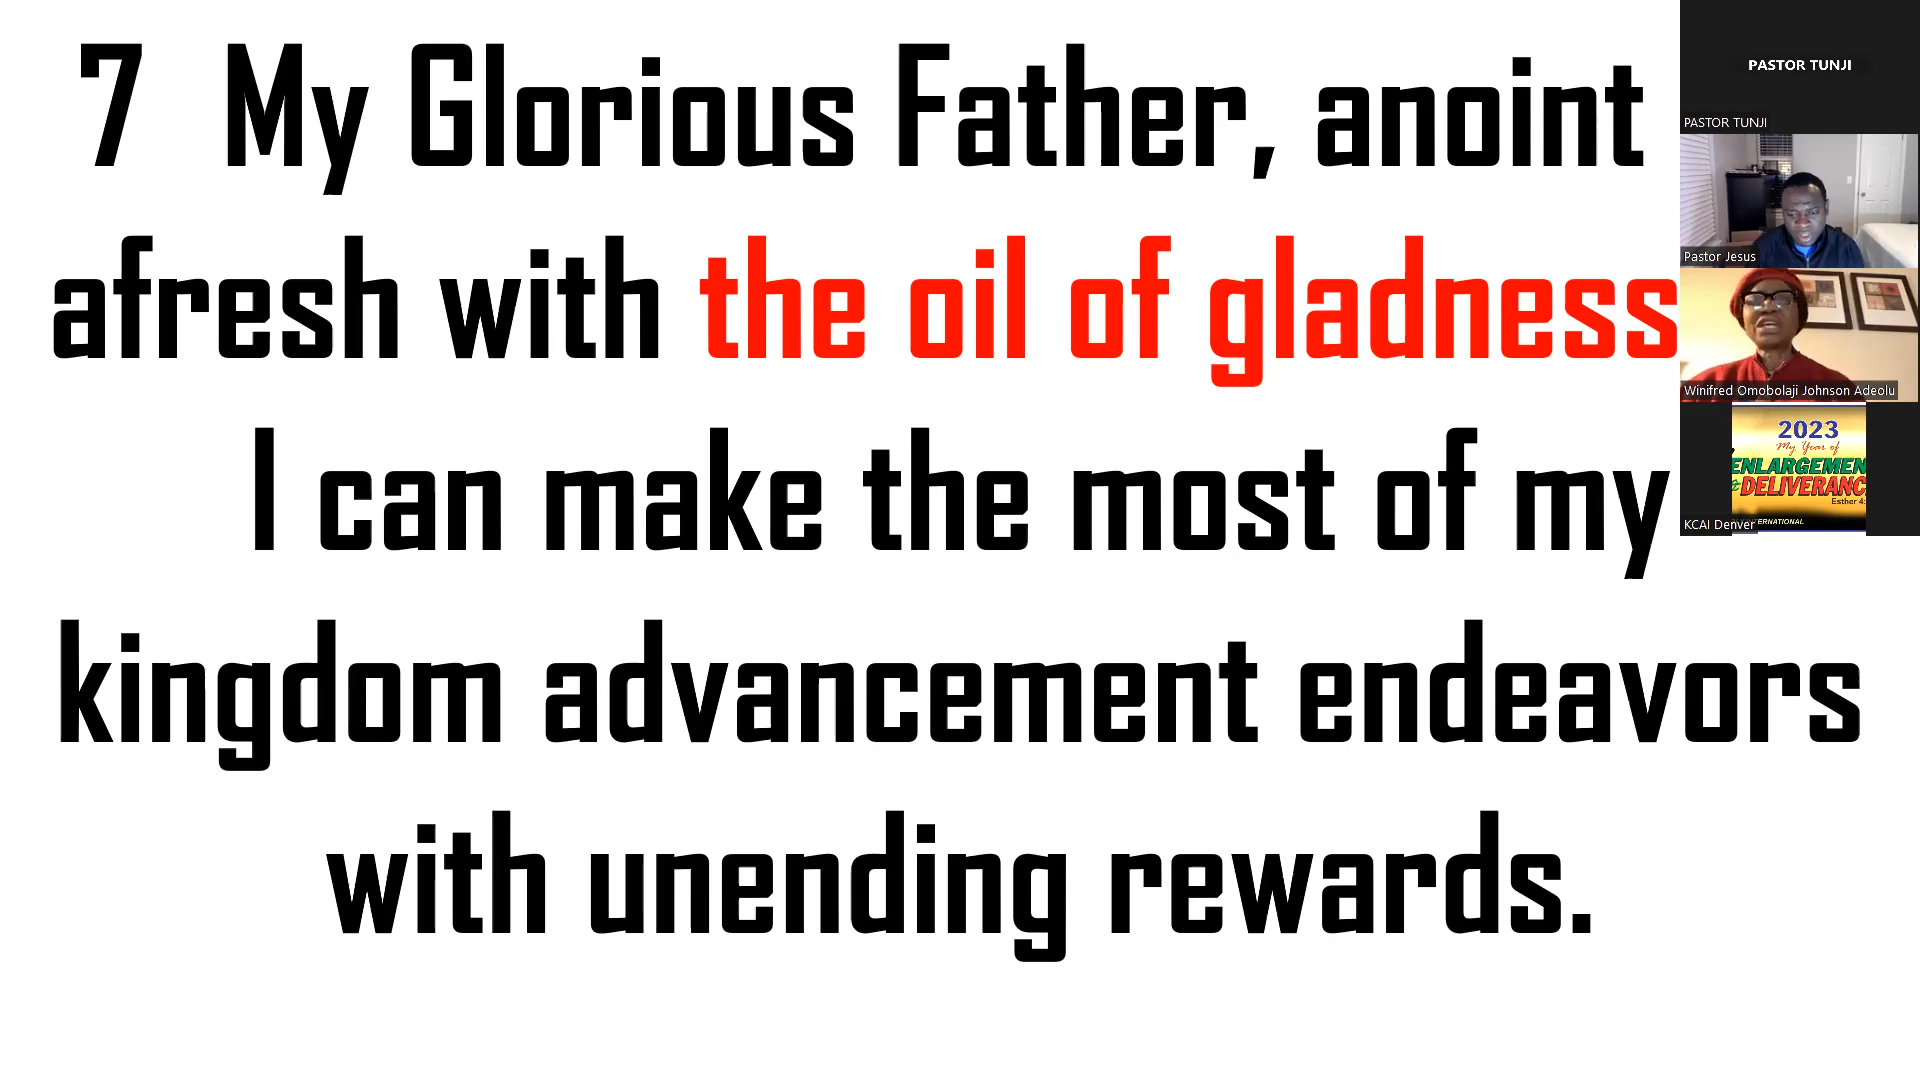 7 My Glorious Father, anoint
afresh with the oil of gladness
I can make the most of my
kingdom advancement endeavors
with unending rewards.
PASTOR TUNJI
PASTOR TUNJI
Pastor Jesus
Winifred Omobolaji Johnson Adeolu
2023
My Year of
ENLARGEMEN
& DELIVERANC
Esther 4:
KCAI Denver